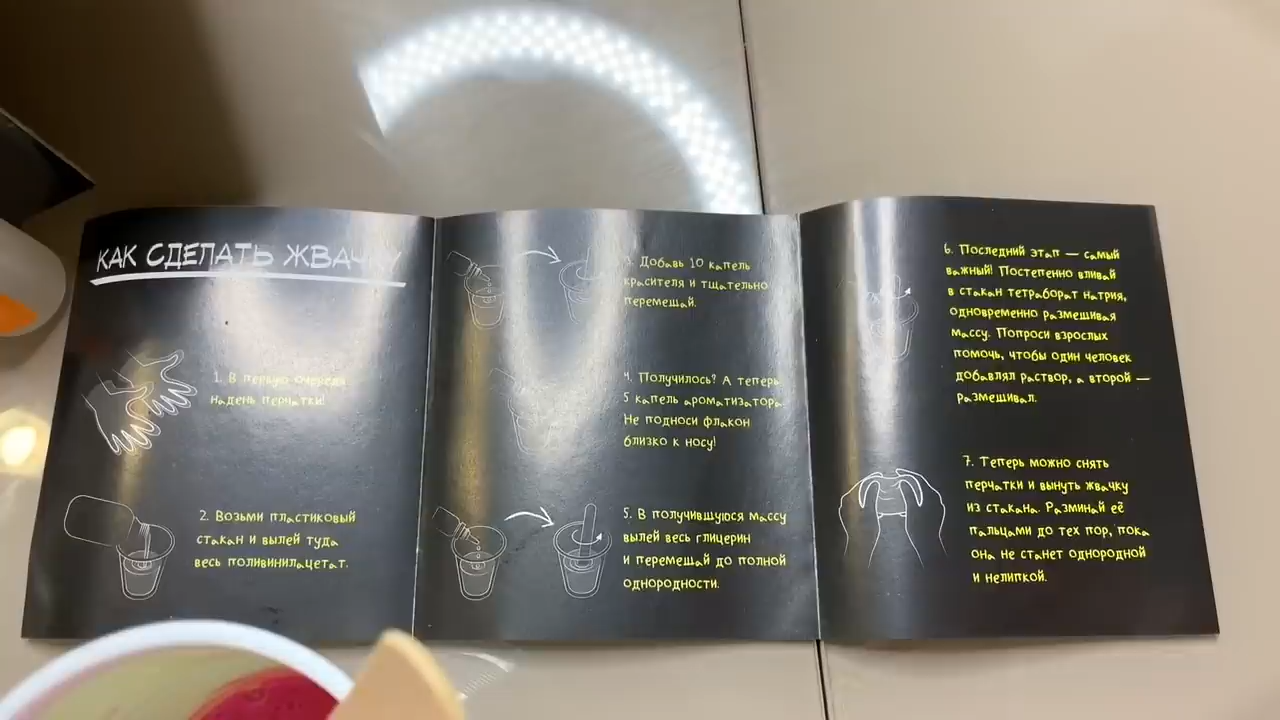 КАК СДЕЛАТЬ ЖВАЧКУ
1. В первую очередь
надень перчатки!
2. Возьми пластиковый
стакан и вылей туда
весь поливинилацетат.
3. Добавь 10 капель
красителя и тщательно
перемешай.
4. Получилось? А теперь
5 капель ароматизатора.
Не подноси флакон
близко к носу!
5. В получившуюся массу
вылей весь глицерин
и перемешай до полной
однородности.
6. Последний этап — самый
важный! Постепенно вливай
в стакан тетраборат натрия,
одновременно размешивая
массу. Попроси взрослых
помочь, чтобы один человек
добавлял раствор, а второй —
размешивал.
7. Теперь можно снять
перчатки и вынуть жвачку
из стакана. Разминай её
пальцами до тех пор, пока
она не станет однородной
и нелипкой.